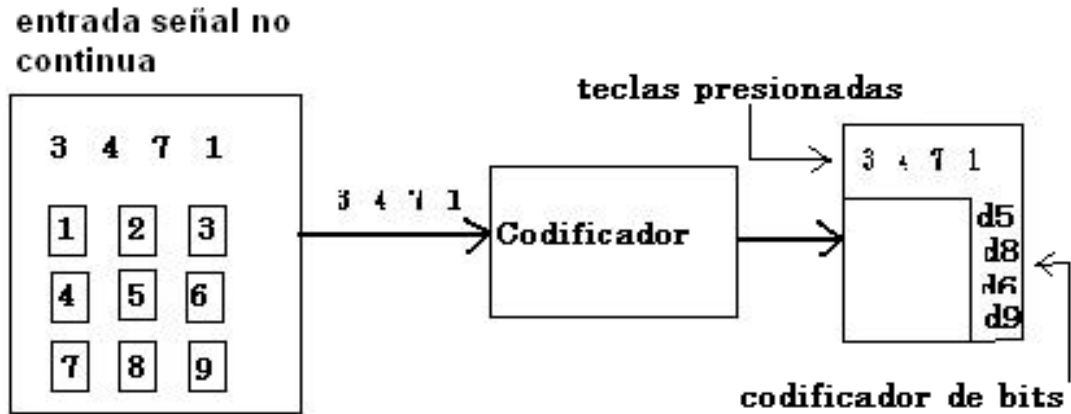 entrada señal no
continua
teclas presionadas
3 4 7 1
1 2 3
4 5 6
7 8 9
3 4 7 1
Codificador
3 7 1
d5
d8
d6
d9
codificador de bits